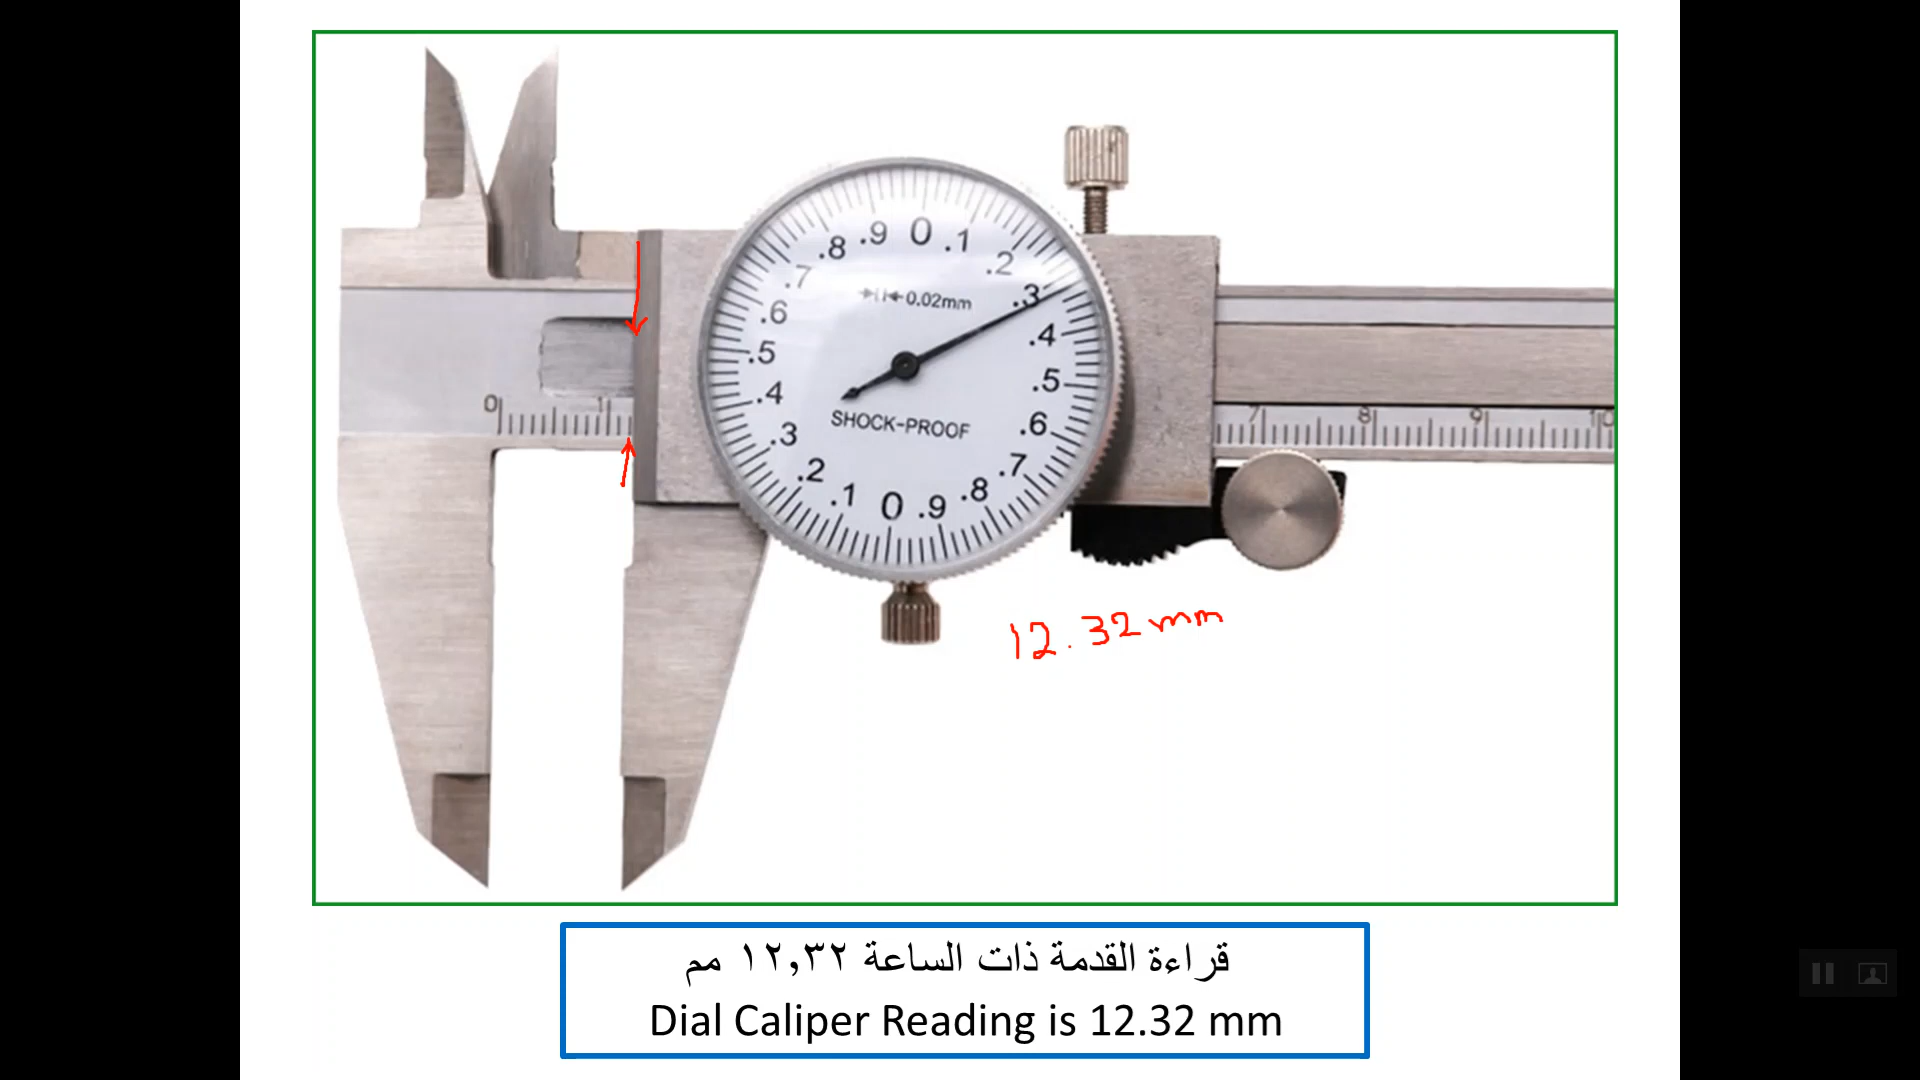 .9 0 .1
.8 .2
.7 .3
.6 .4
.5 .5
.4 .6
.3 .7
.2 .8
.1 0 .9
0.02mm
SHOCK-PROOF
0 1 7 8 9 10
12.32 mm
قراءة القدمة ذات الساعة ١٢,٣٢ مم
Dial Caliper Reading is 12.32 mm